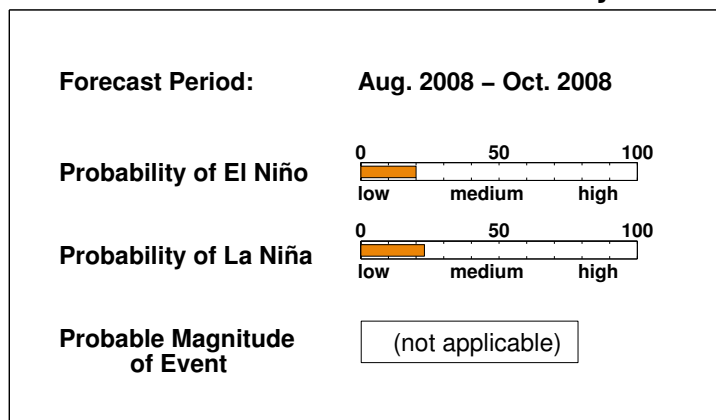 Forecast Period: Aug. 2008 – Oct. 2008
0 50 100
Probability of El Niño
low medium high
0 50 100
Probability of La Niña
low medium high
Probable Magnitude
of Event
(not applicable)